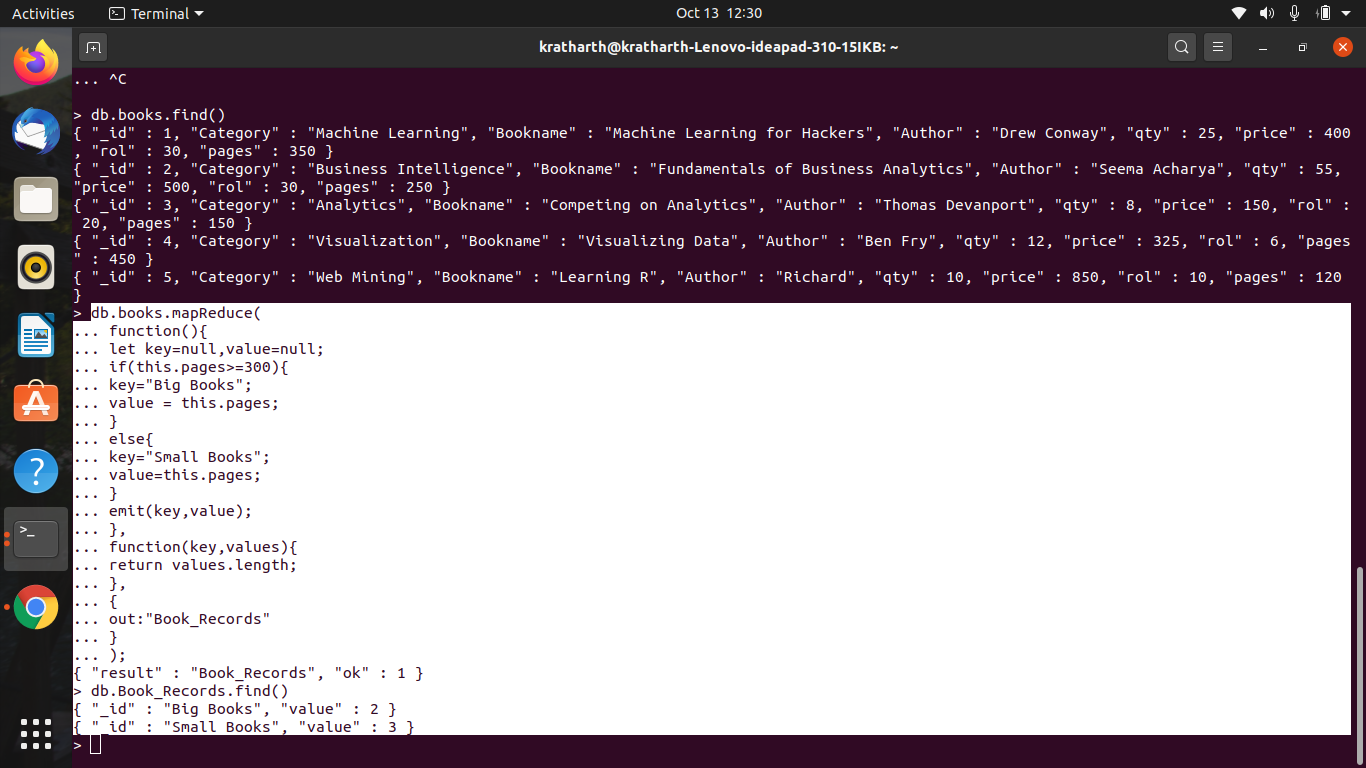 Activities
Terminal
Oct 13 12:30
kratharth@kratharth-Lenovo-ideapad-310-15IKB: ~
... ^C
> db.books.find()
{ "_id" : 1, "Category" : "Machine Learning", "Bookname" : "Machine Learning for Hackers", "Author" : "Drew Conway", "qty" : 25, "price" : 400
, "rol" : 30, "pages" : 350 }
{ "_id" : 2, "Category" : "Business Intelligence", "Bookname" : "Fundamentals of Business Analytics", "Author" : "Seema Acharya", "qty" : 55,
"price" : 500, "rol" : 30, "pages" : 250 }
{ "_id" : 3, "Category" : "Analytics", "Bookname" : "Competing on Analytics", "Author" : "Thomas Devanport", "qty" : 8, "price" : 150, "rol" :
 20, "pages" : 150 }
{ "_id" : 4, "Category" : "Visualization", "Bookname" : "Visualizing Data", "Author" : "Ben Fry", "qty" : 12, "price" : 325, "rol" : 6, "pages
" : 450 }
{ "_id" : 5, "Category" : "Web Mining", "Bookname" : "Learning R", "Author" : "Richard", "qty" : 10, "price" : 850, "rol" : 10, "pages" : 120
}
> db.books.mapReduce(
... function(){
... let key=null,value=null;
... if(this.pages>=300){
... key="Big Books";
... value = this.pages;
... }
... else{
... key="Small Books";
... value=this.pages;
... }
... emit(key,value);
... },
... function(key,values){
... return values.length;
... },
... {
... out:"Book_Records"
... }
... );
{ "result" : "Book_Records", "ok" : 1 }
> db.Book_Records.find()
{ "_id" : "Big Books", "value" : 2 }
{ "_id" : "Small Books", "value" : 3 }
>